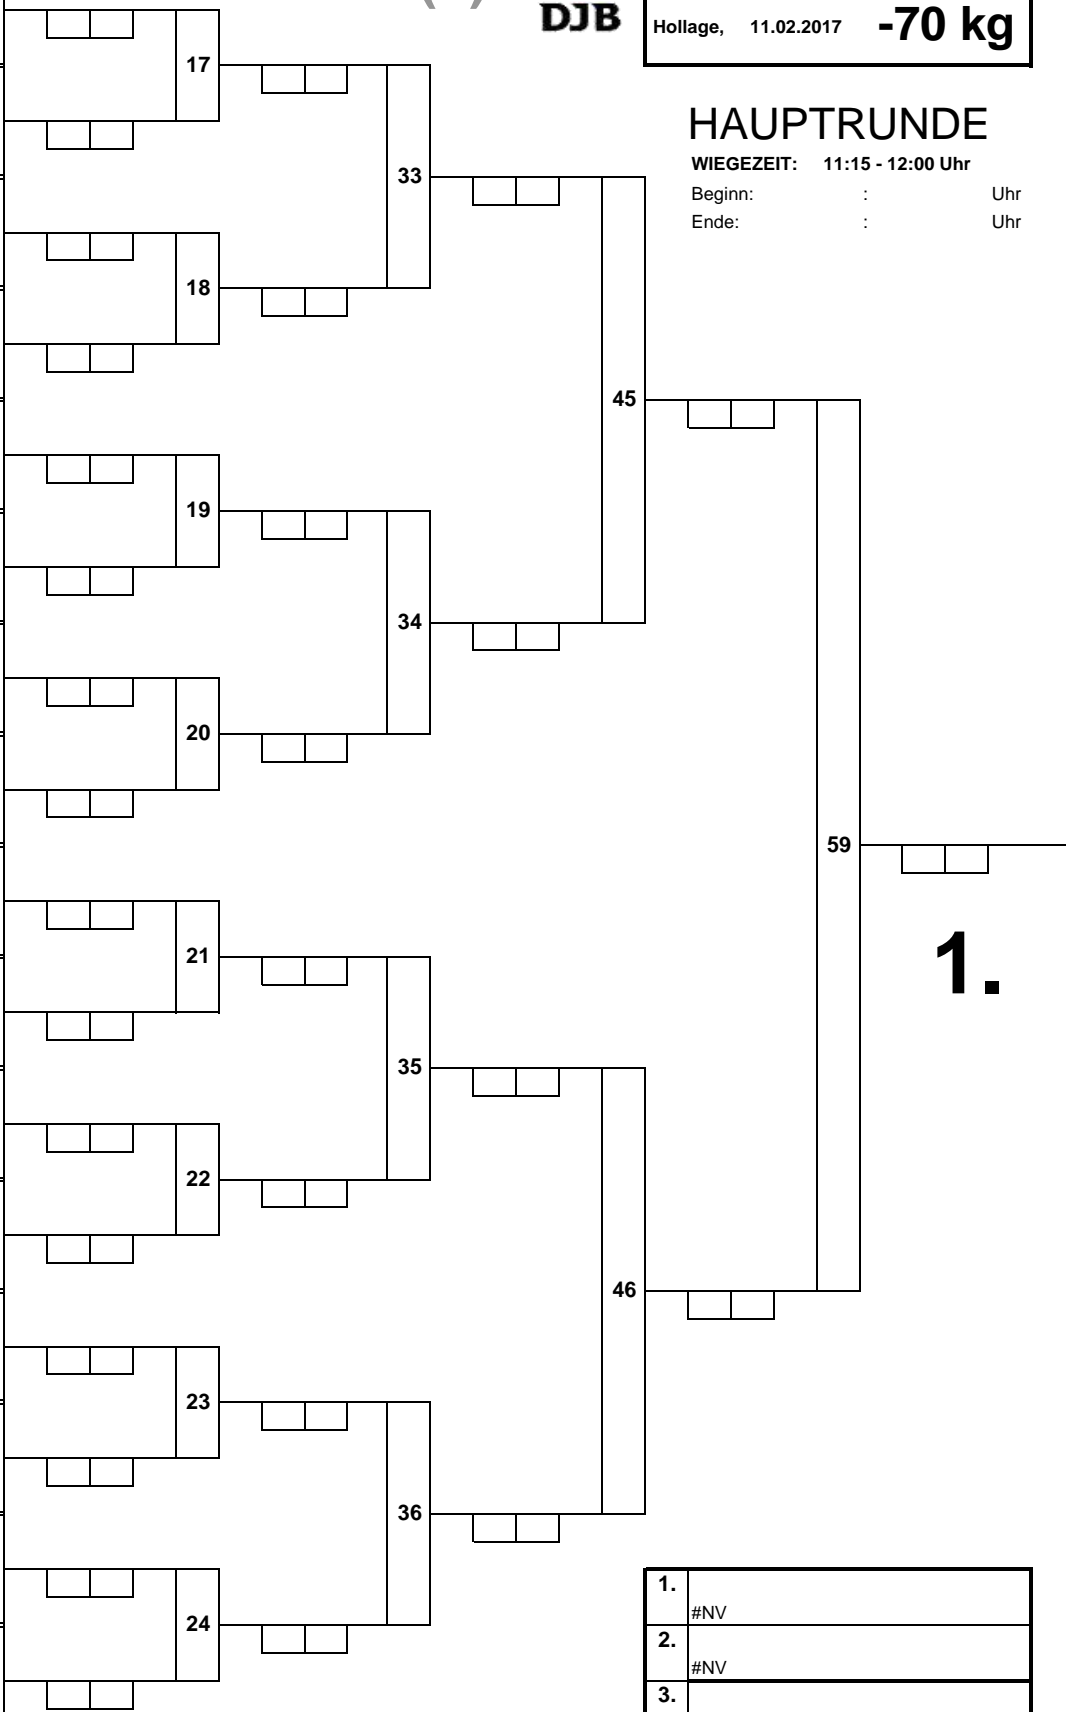 DJB
Hollage, 11.02.2017 -70 kg
HAUPTRUNDE
WIEGEZEIT: 11:15 - 12:00 Uhr
Beginn: : Uhr
Ende: : Uhr
17
33
18
45
19
34
20
59
21
1.
35
22
46
23
36
24
1.
#NV
2.
#NV
3.